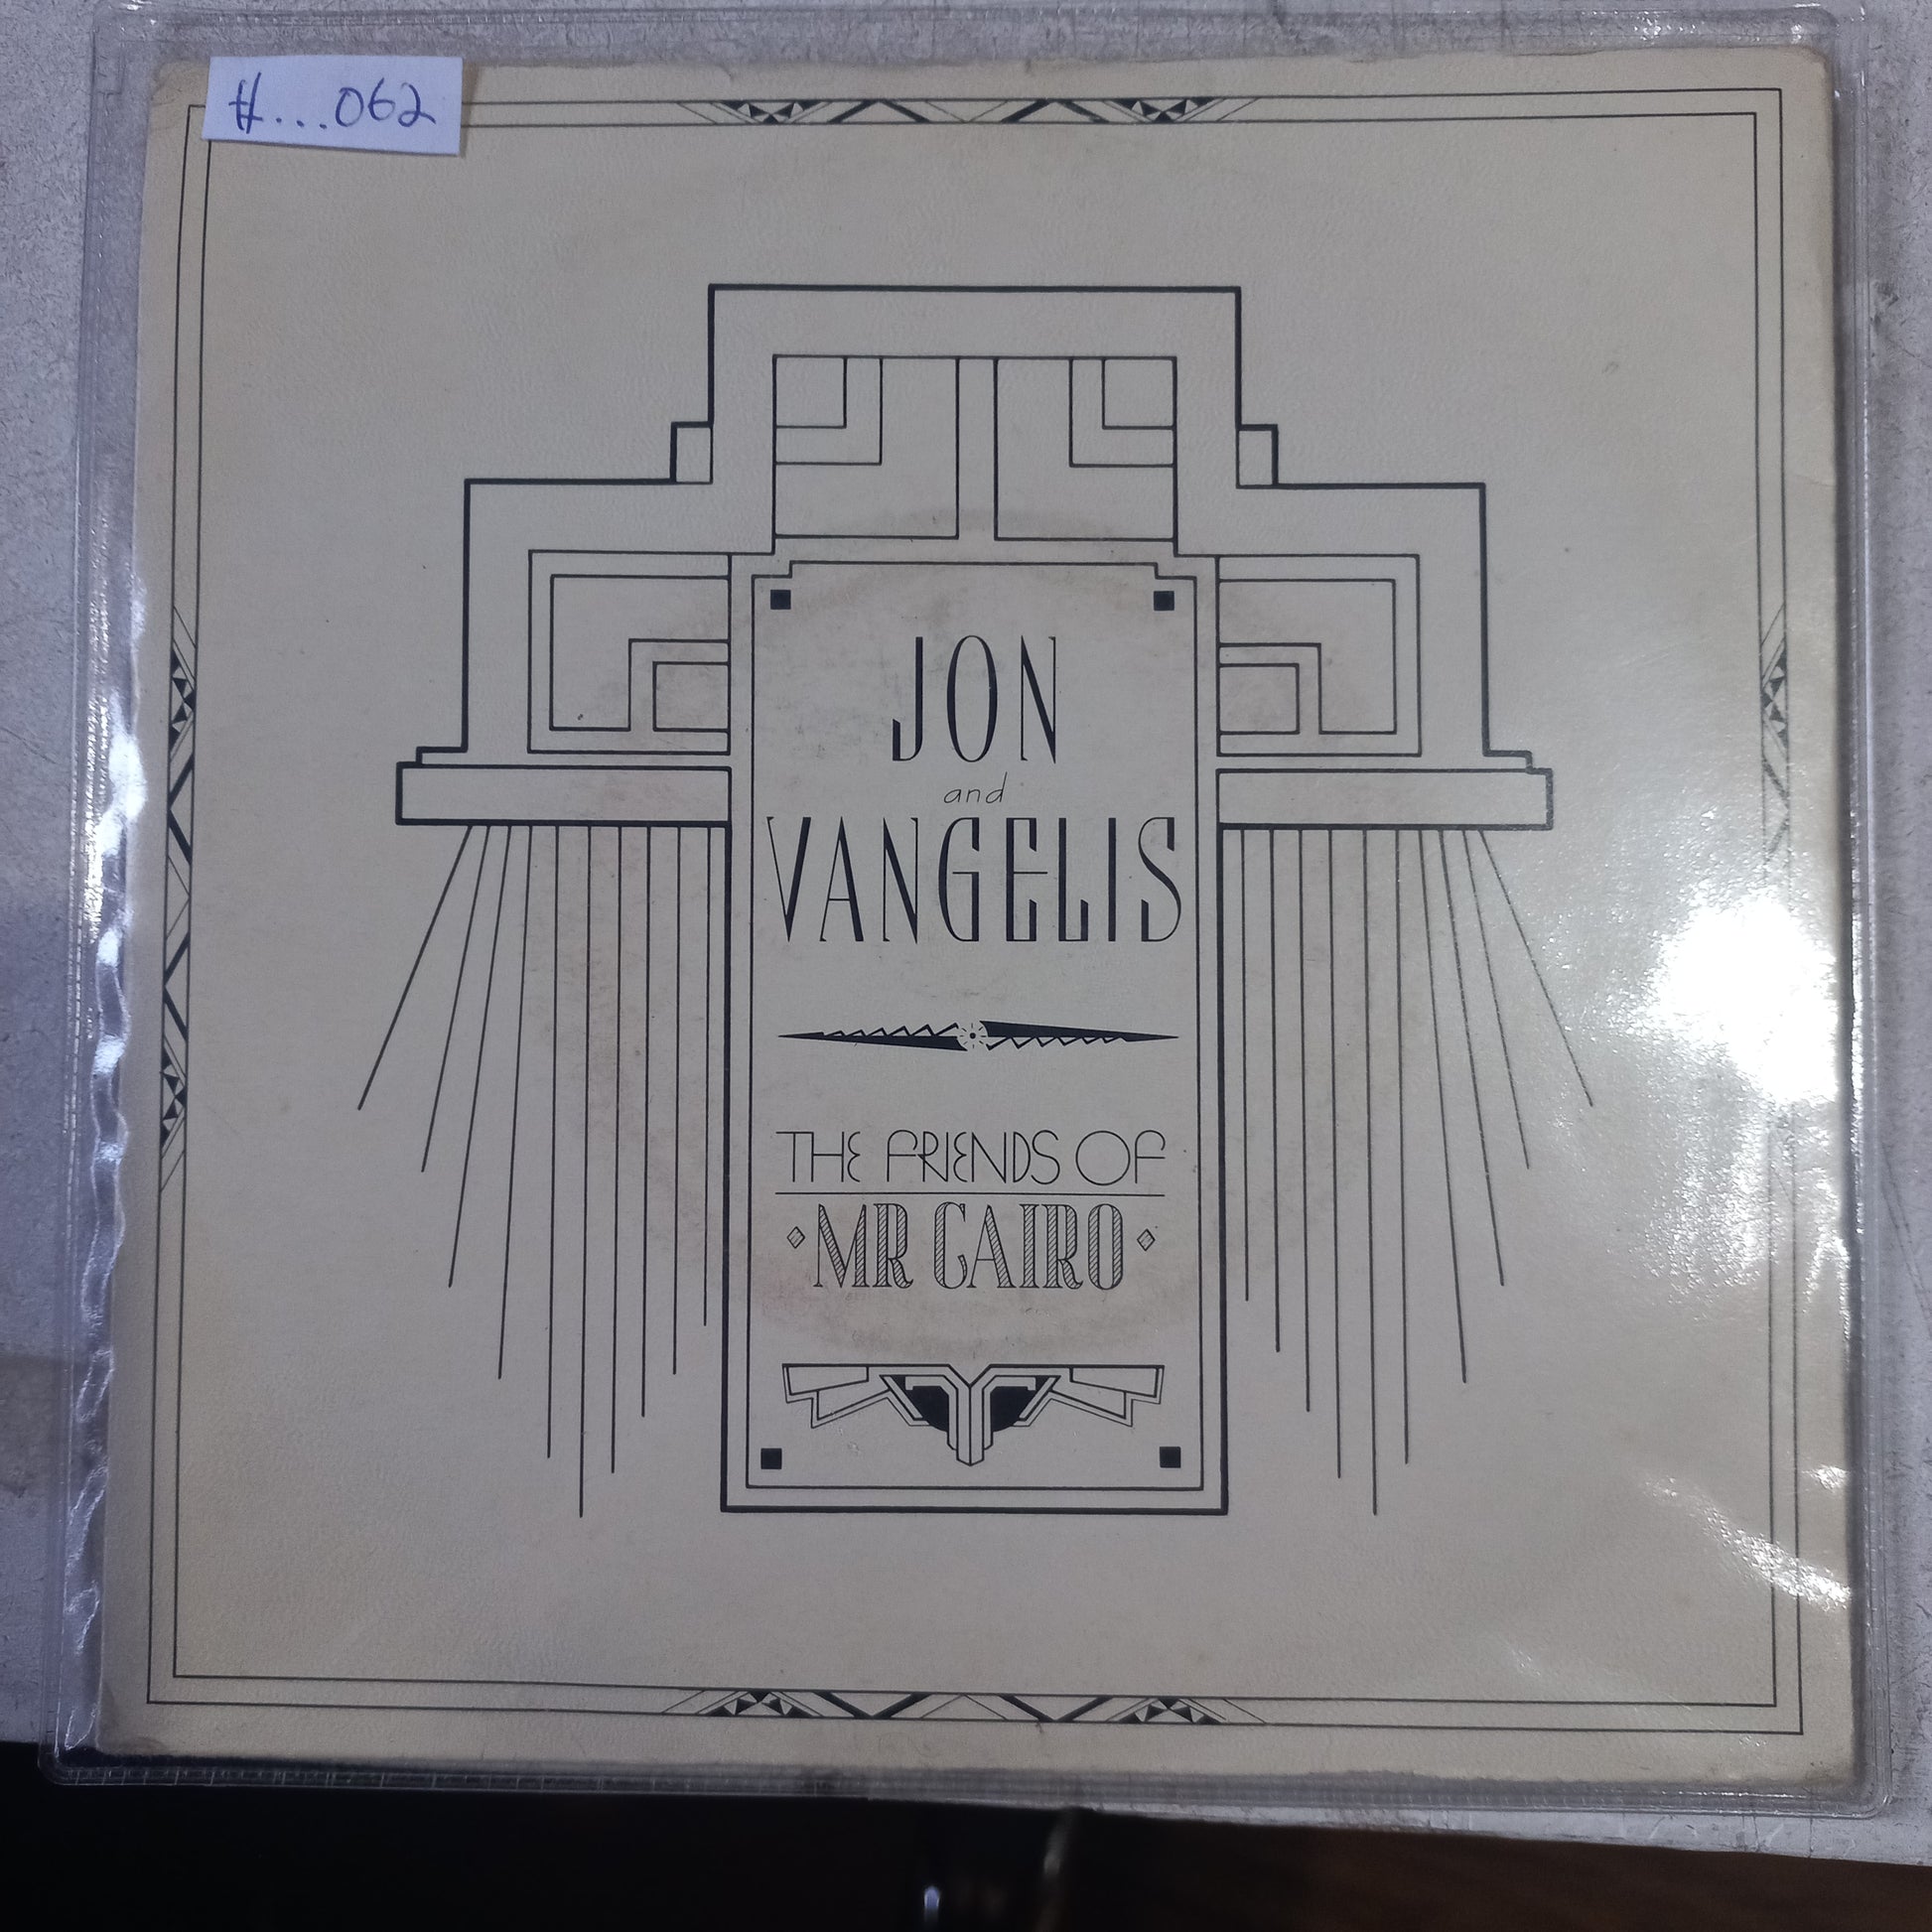 #...062
JON
and
VANGELIS
THE FRIENDS OF
MR CAIRO